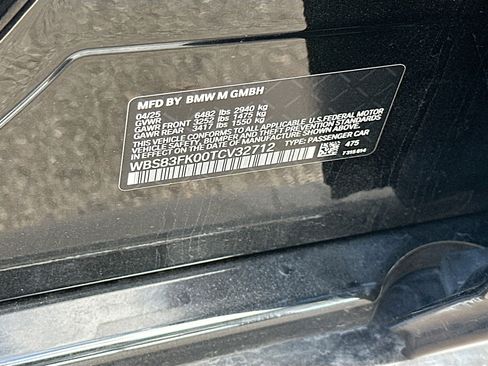 MFD BY BMW M GMBH
04/25
GVWR 6482 lbs 2940 kg
GAWR FRONT 3252 lbs 1475 kg
GAWR REAR 3417 lbs 1550 kg
THIS VEHICLE CONFORMS TO ALL APPLICABLE U.S. FEDERAL MOTOR
VEHICLE SAFETY, BUMPER, AND THEFT PREVENTION STANDARDS
IN EFFECT ON THE DATE OF MANUFACTURE SHOWN ABOVE.
WBS83FK00TCV32712 TYPE: PASSENGER CAR
475